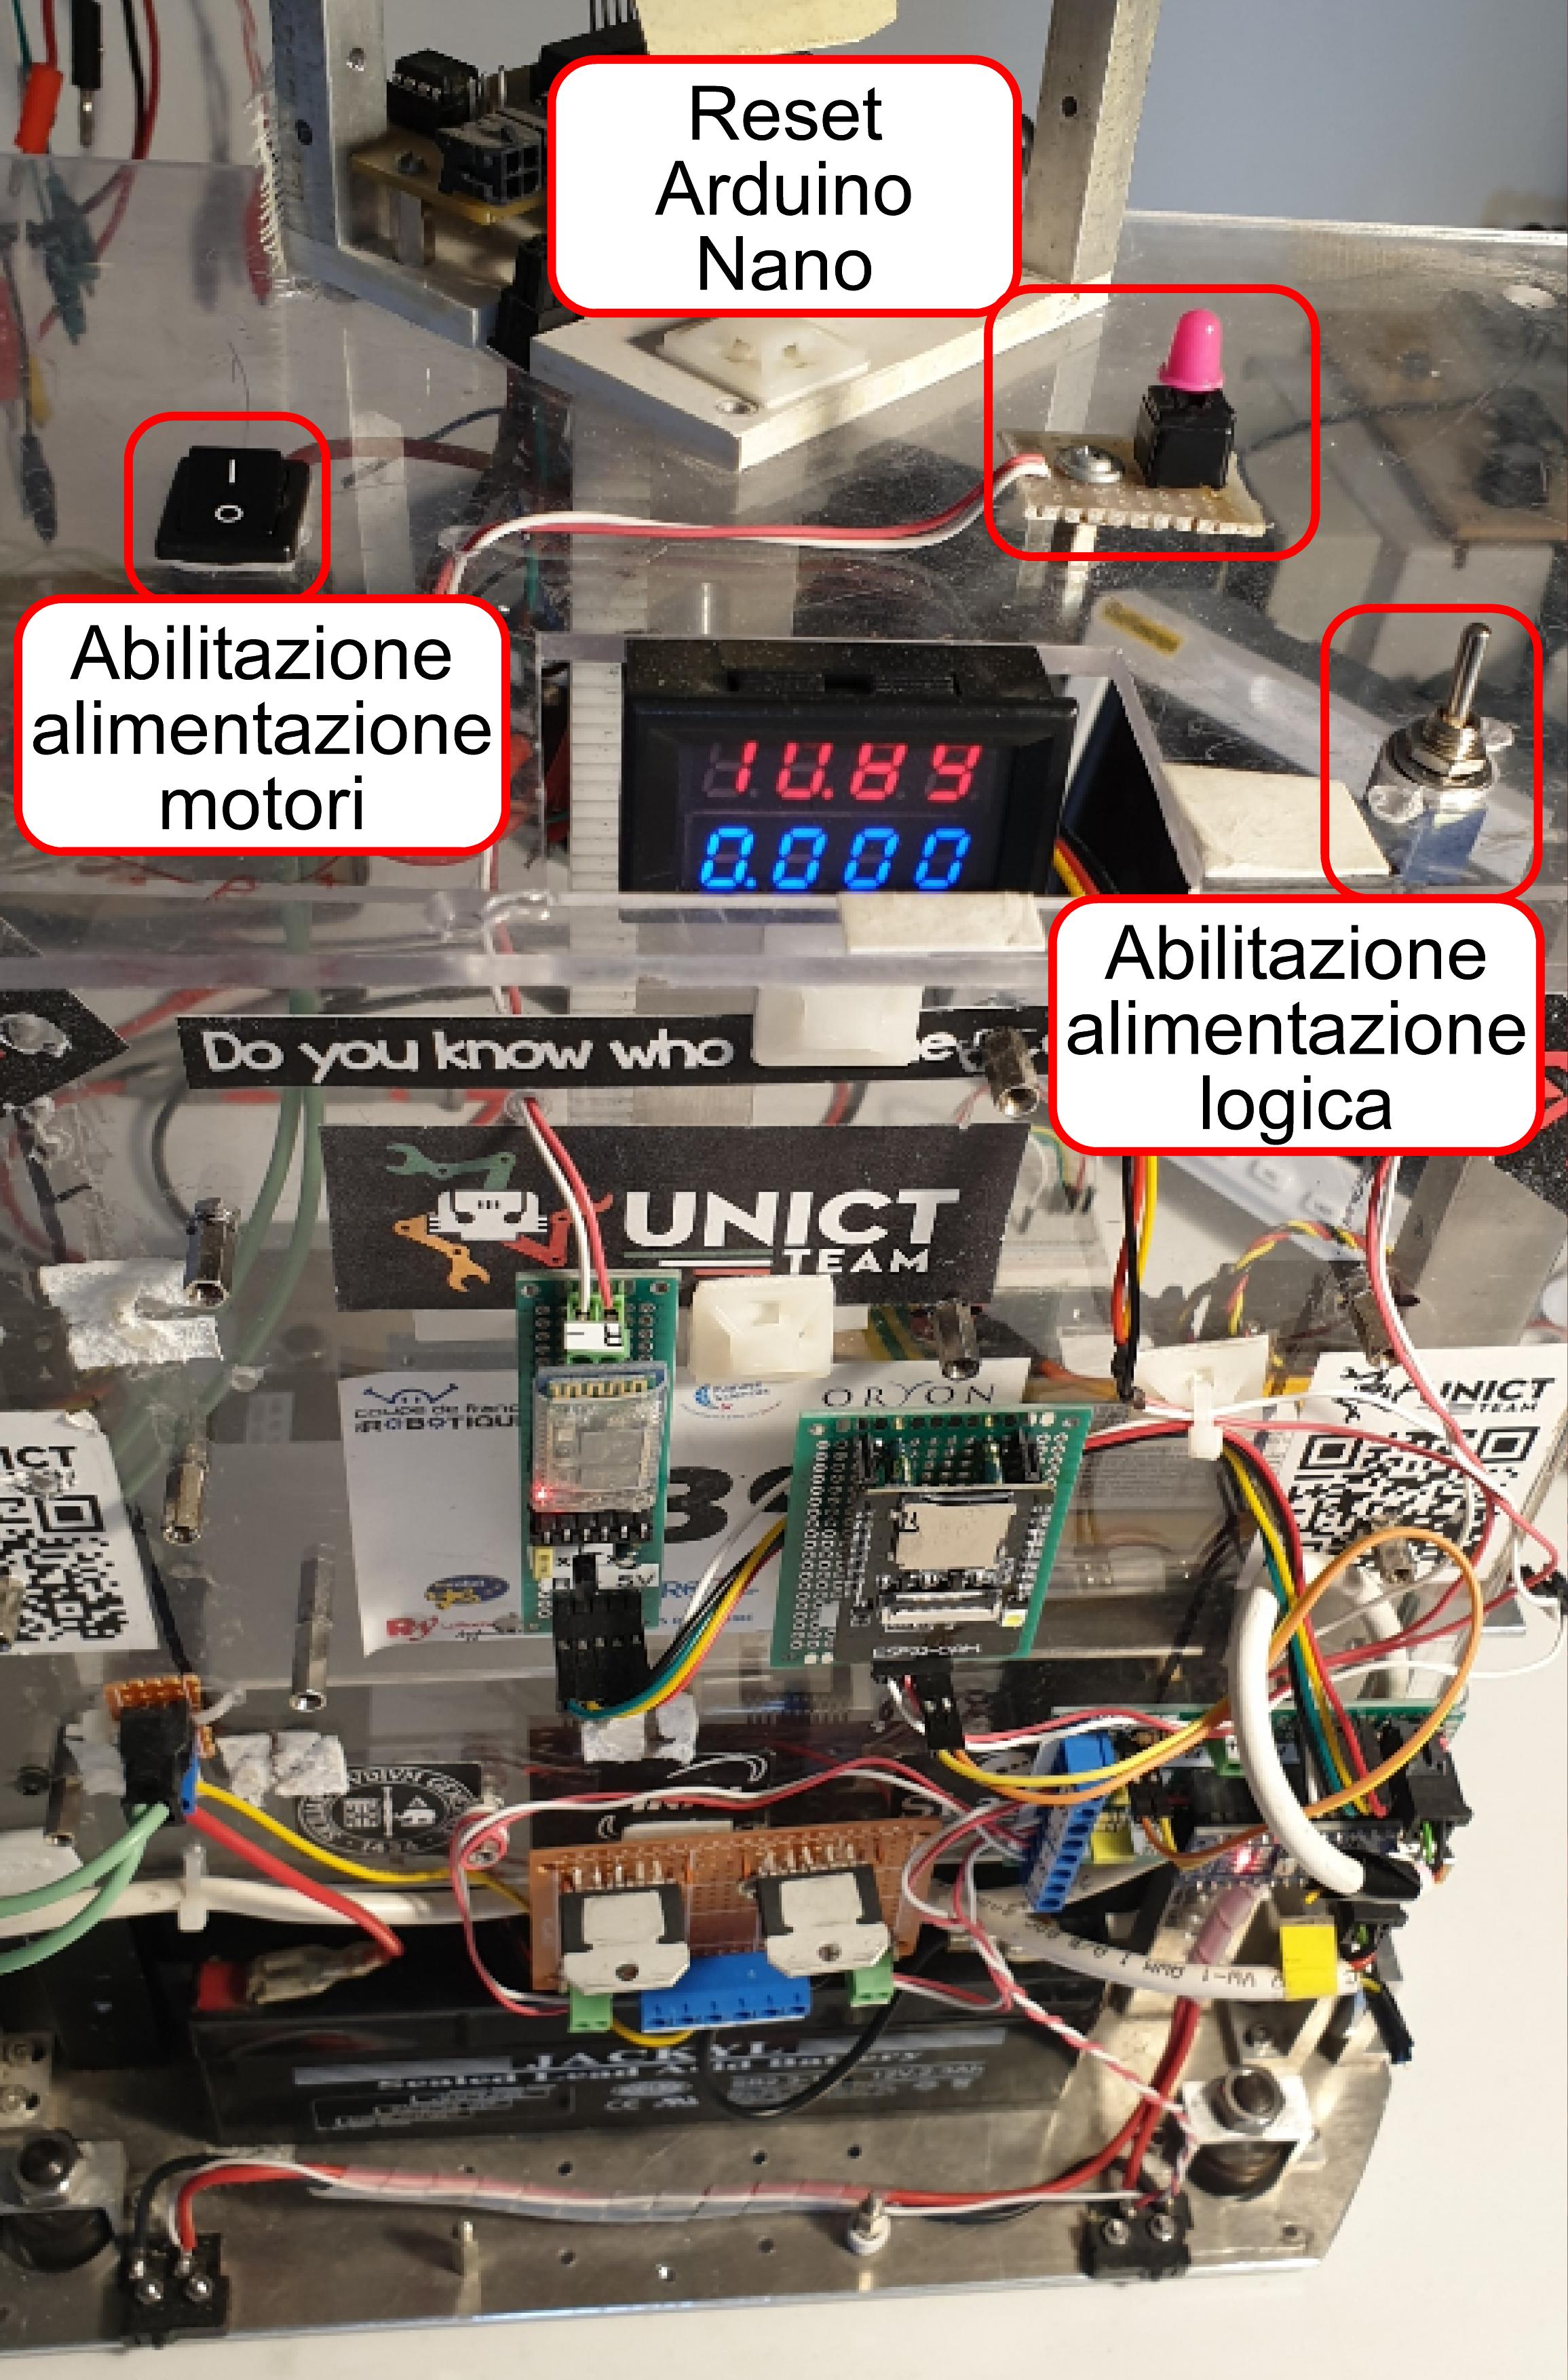 Reset
Arduino
Nano
I
O
Abilitazione
alimentazione
motori
10.89
0.000
Abilitazione
alimentazione
logica
Do you know who
UNICT
TEAM
ORYON
UNICT
TEAM
5V
ESP32-CAM
JACKYL
Sealed Lead Acid Battery